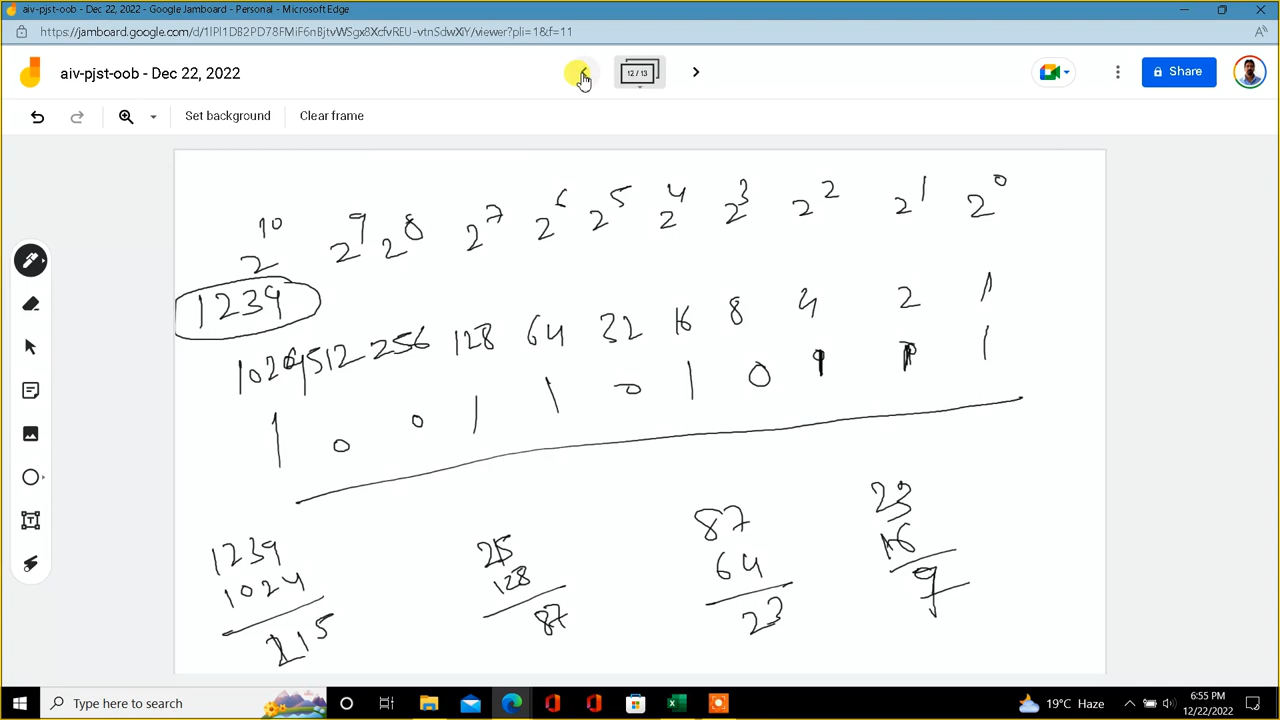 aiv-pjst-oob - Dec 22, 2022 - Google Jamboard - Personal - Microsoft Edge
https://jamboard.google.com/d/1lPl1DB2PD78FMiF6nBjtvWSgx8XcfvREU-vtnSdwXiY/viewer?pli=1&f=11
aiv-pjst-oob - Dec 22, 2022
12 / 13
Share
Set background
Clear frame
2^10 2^9 2^8 2^7 2^6 2^5 2^4 2^3 2^2 2^1 2^0
1239
1024 512 256 128 64 32 16 8 4 2 1
1 0 0 1 1 0 1 0 1 1 1
1239 215 87 23
1024 128 64 16
215 87 23 9
Type here to search
19°C Haze
6:55 PM
12/22/2022